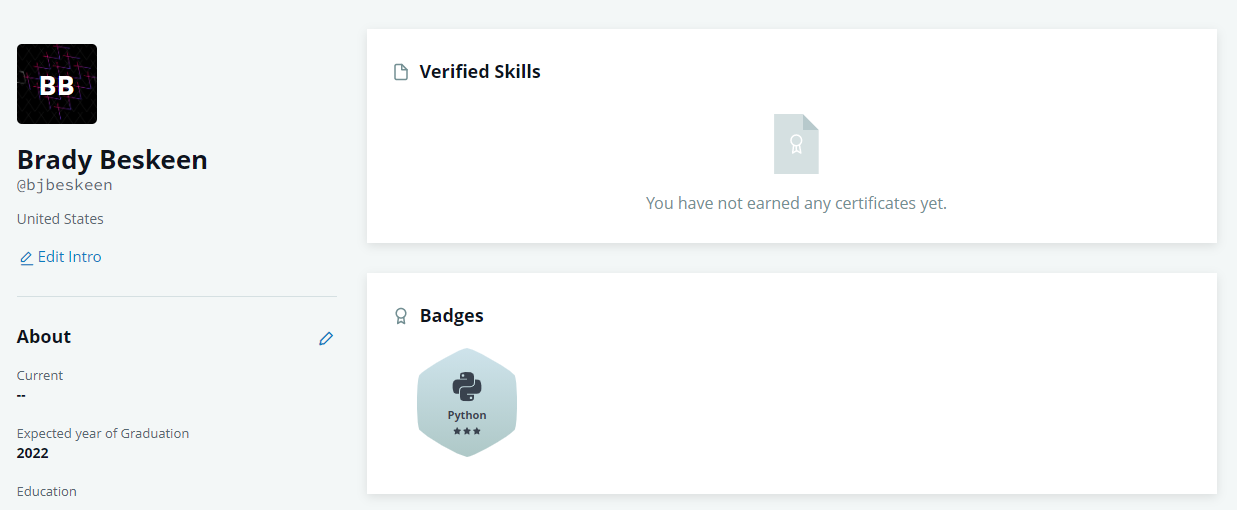 BB
Brady Beskeen
@bjbeskeen
United States
Edit Intro
About
Current
--
Expected year of Graduation
2022
Education
Verified Skills
You have not earned any certificates yet.
Badges
Python